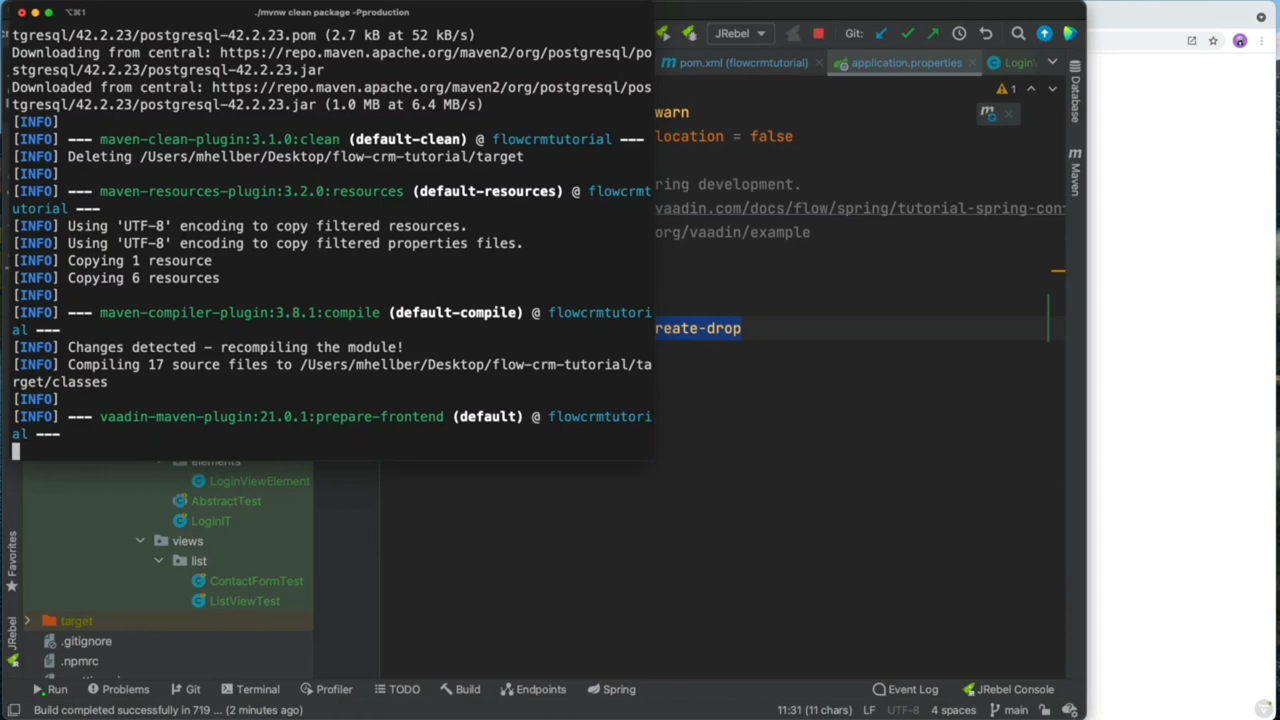 ⌥⌘1
./mvnw clean package -Pproduction
tgresql/42.2.23/postgresql-42.2.23.pom (2.7 kB at 52 kB/s)
Downloading from central: https://repo.maven.apache.org/maven2/org/postgresql/po
stgresql/42.2.23/postgresql-42.2.23.jar
Downloaded from central: https://repo.maven.apache.org/maven2/org/postgresql/pos
tgresql/42.2.23/postgresql-42.2.23.jar (1.0 MB at 6.4 MB/s)
[INFO]
[INFO] --- maven-clean-plugin:3.1.0:clean (default-clean) @ flowcrmtutorial ---
[INFO] Deleting /Users/mhellber/Desktop/flow-crm-tutorial/target
[INFO]
[INFO] --- maven-resources-plugin:3.2.0:resources (default-resources) @ flowcrmt
utorial ---
[INFO] Using 'UTF-8' encoding to copy filtered resources.
[INFO] Using 'UTF-8' encoding to copy filtered properties files.
[INFO] Copying 1 resource
[INFO] Copying 6 resources
[INFO]
[INFO] --- maven-compiler-plugin:3.8.1:compile (default-compile) @ flowcrmtutori
al ---
[INFO] Changes detected - recompiling the module!
[INFO] Compiling 17 source files to /Users/mhellber/Desktop/flow-crm-tutorial/ta
rget/classes
[INFO]
[INFO] --- vaadin-maven-plugin:21.0.1:prepare-frontend (default) @ flowcrmtutori
al ---
JRebel
Git:
pom.xml (flowcrmtutorial)
application.properties
Login
1
warn
location = false
ring development.
vaadin.com/docs/flow/spring/tutorial-spring-con
org/vaadin/example
reate-drop
Database
Maven
elements
LoginViewElement
AbstractTest
LoginIT
views
list
ContactFormTest
ListViewTest
target
.gitignore
.npmrc
Favorites
JRebel
Run
Problems
Git
Terminal
Profiler
TODO
Build
Endpoints
Spring
Event Log
JRebel Console
Build completed successfully in 719 ... (2 minutes ago)
11:31 (11 chars)
LF
UTF-8
4 spaces
main